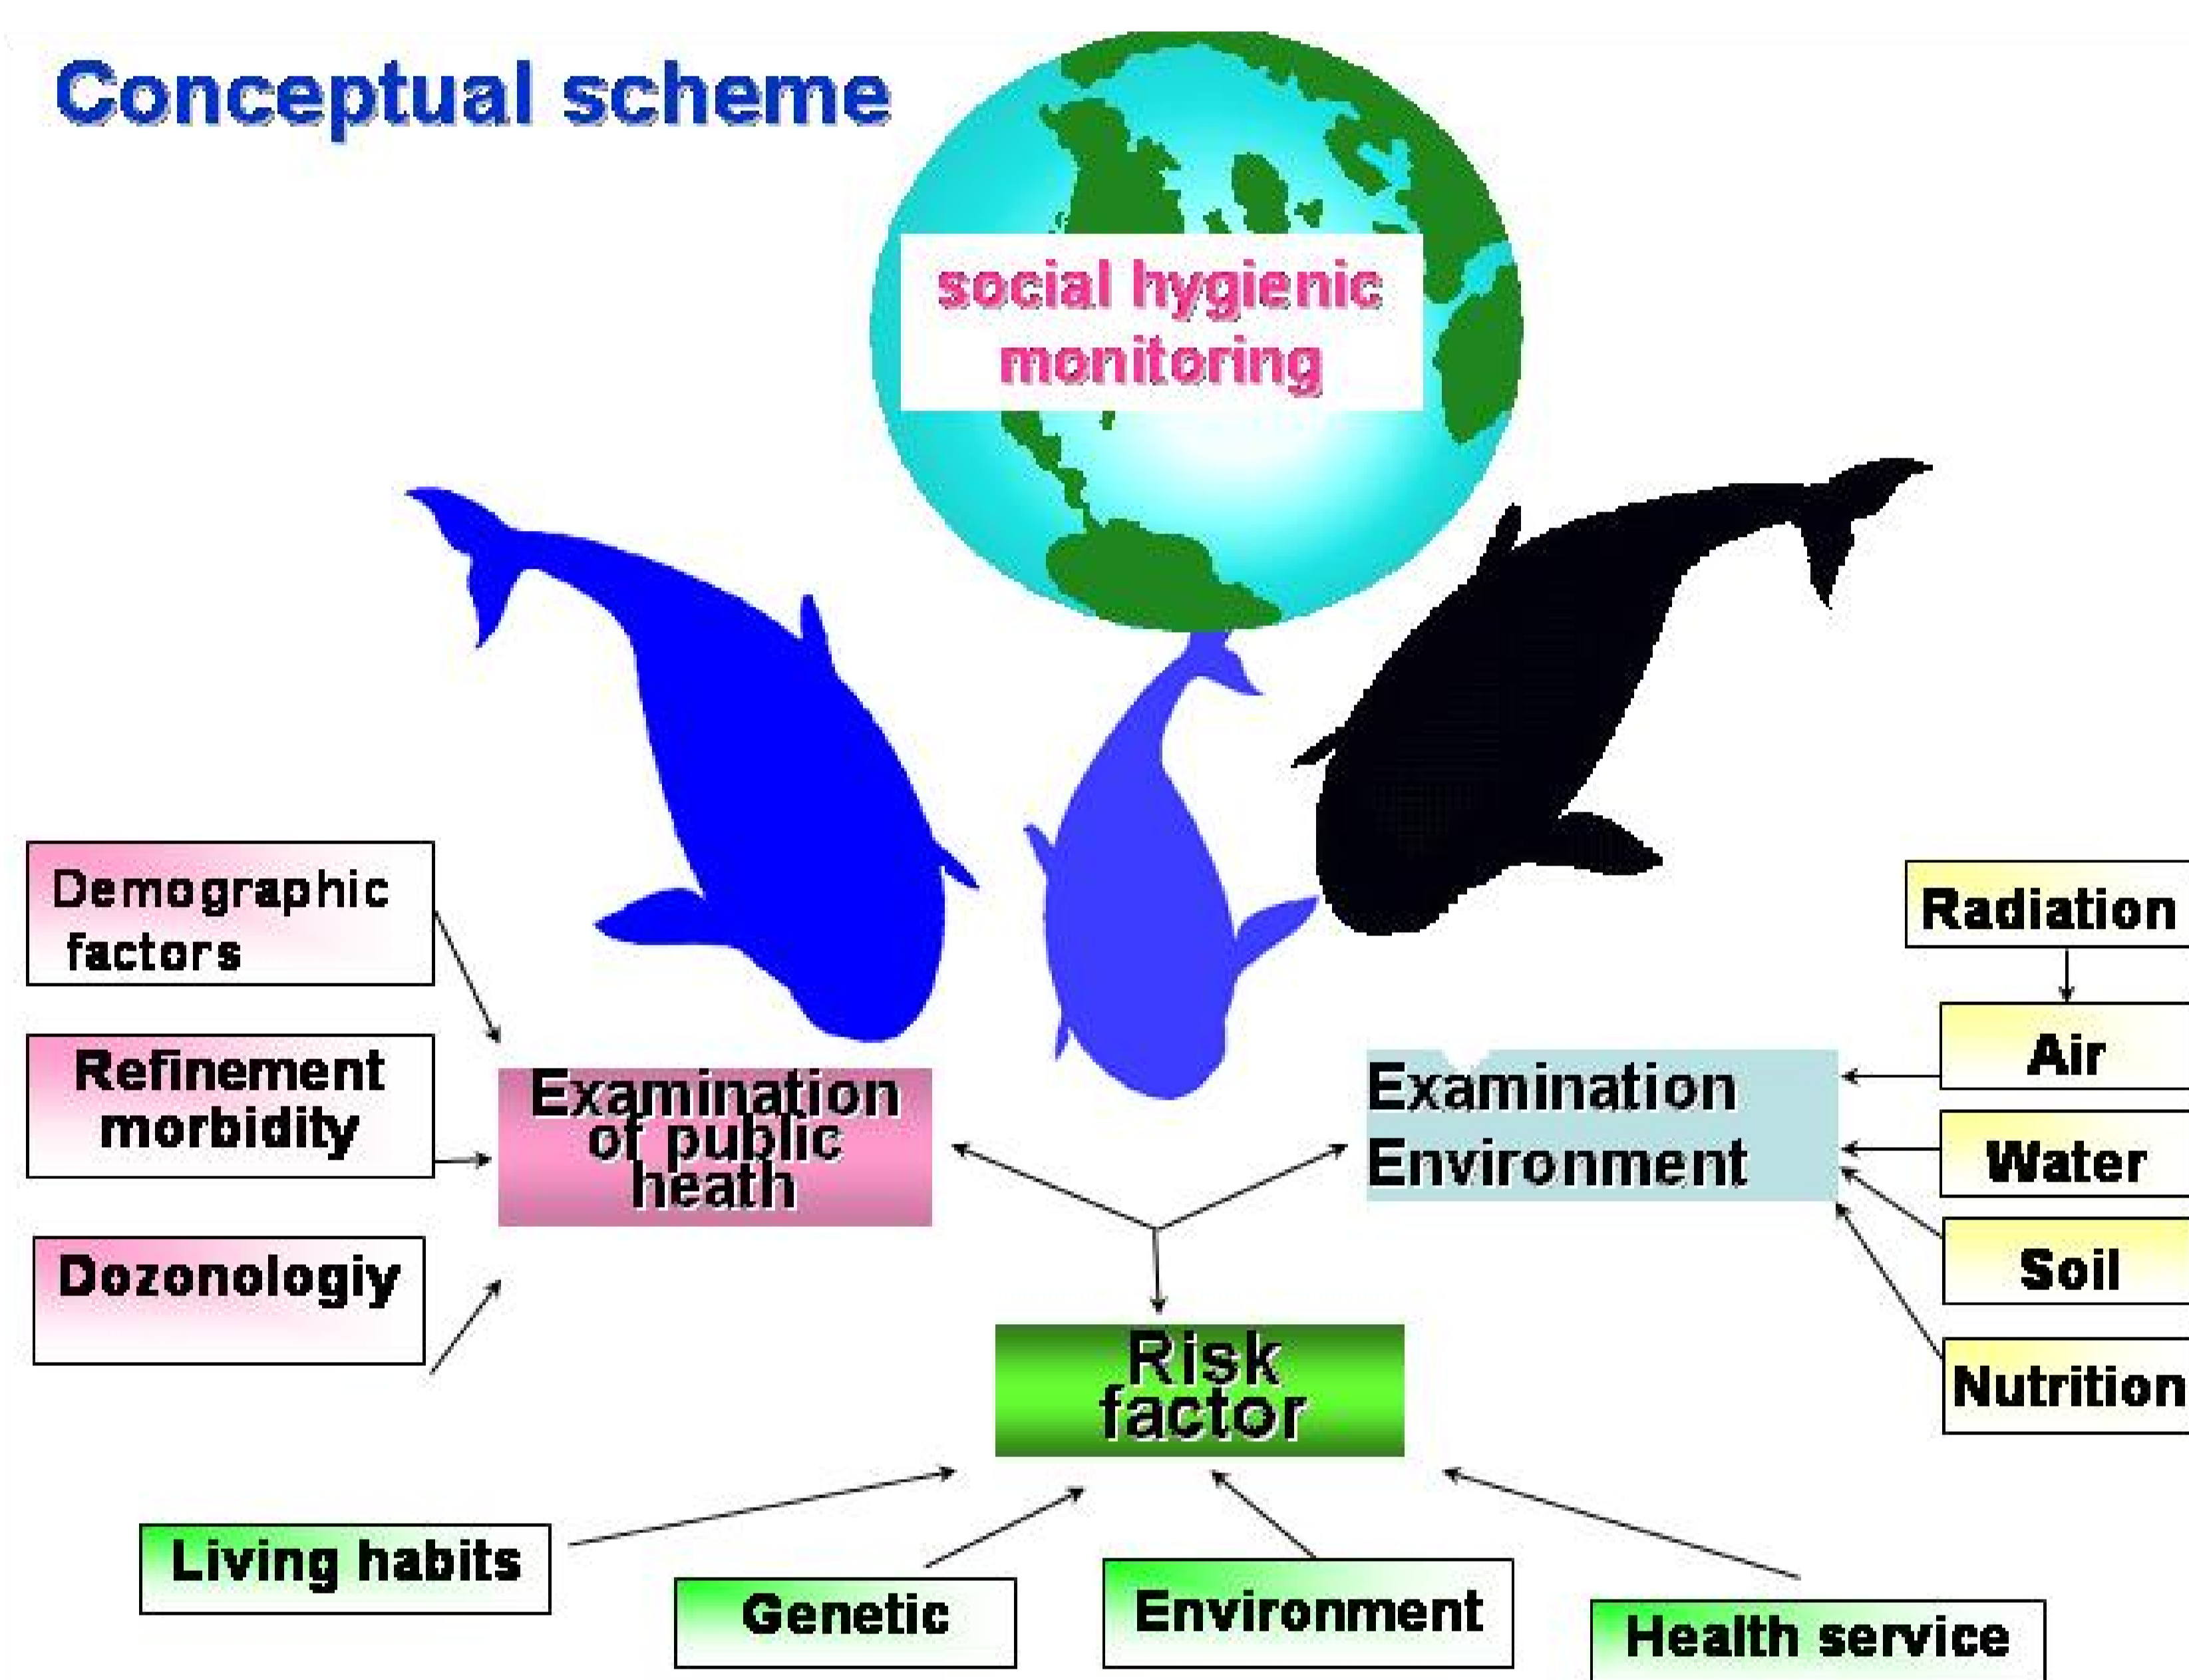 Conceptual scheme
social hygienic
monitoring
Demographic
factors
Refinement
morbidity
Dozonologiy
Examination
of public
heath
Examination
Environment
Radiation
Air
Water
Soil
Nutrition
Risk
factor
Living habits
Genetic
Environment
Health service